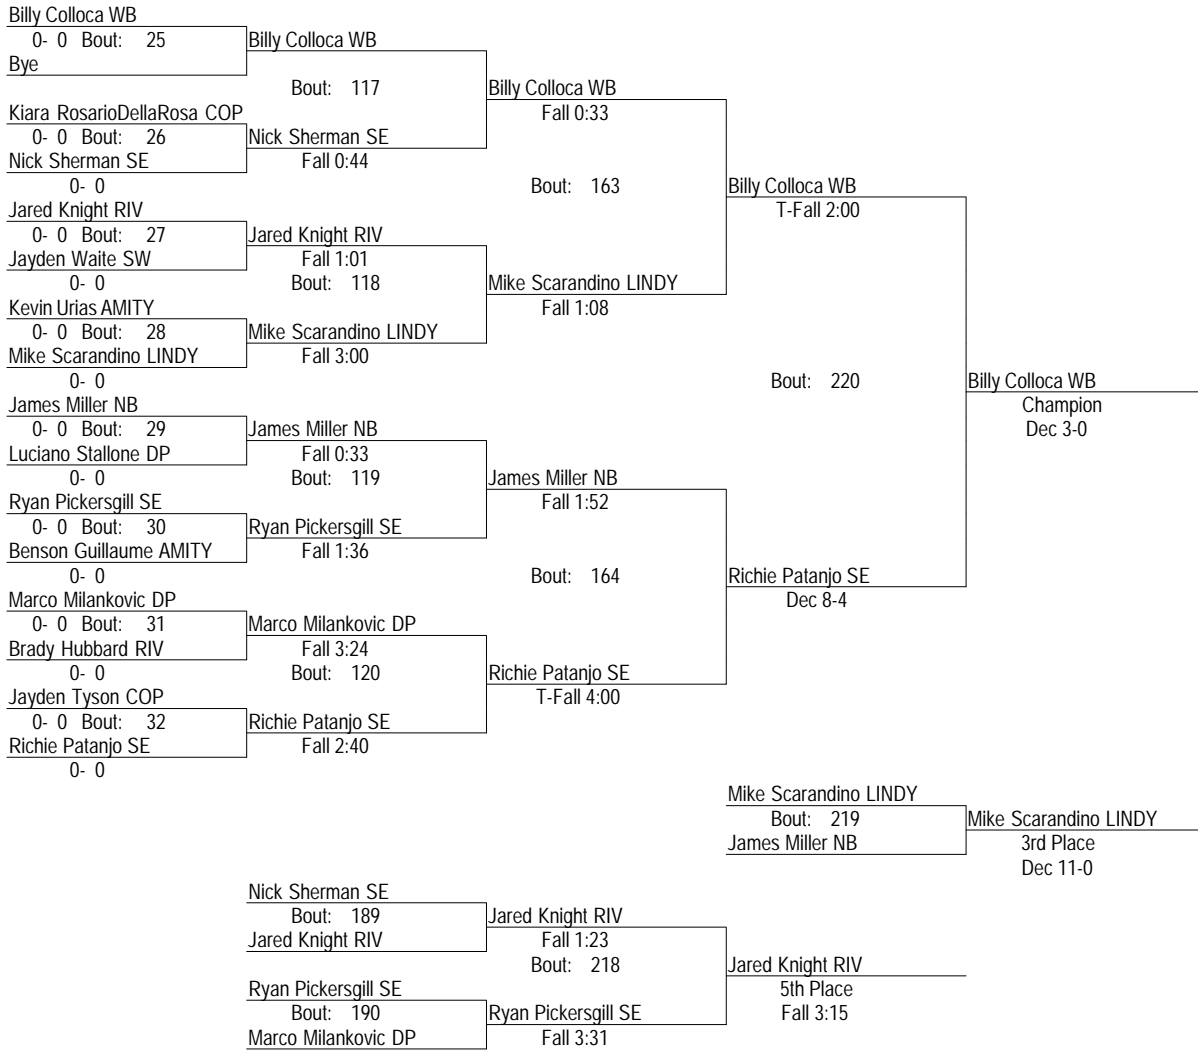 Billy Colloca WB
0- 0 Bout: 25
Bye
Kiara RosarioDellaRosa COP
0- 0 Bout: 26
Nick Sherman SE
0- 0
Jared Knight RIV
0- 0 Bout: 27
Jayden Waite SW
0- 0
Kevin Urias AMITY
0- 0 Bout: 28
Mike Scarandino LINDY
0- 0
James Miller NB
0- 0 Bout: 29
Luciano Stallone DP
0- 0
Ryan Pickersgill SE
0- 0 Bout: 30
Benson Guillaume AMITY
0- 0
Marco Milankovic DP
0- 0 Bout: 31
Brady Hubbard RIV
0- 0
Jayden Tyson COP
0- 0 Bout: 32
Richie Patanjo SE
0- 0
Billy Colloca WB
Bout: 117
Nick Sherman SE
Fall 0:44
Jared Knight RIV
Fall 1:01
Bout: 118
Mike Scarandino LINDY
Fall 3:00
James Miller NB
Fall 0:33
Bout: 119
Ryan Pickersgill SE
Fall 1:36
Marco Milankovic DP
Fall 3:24
Bout: 120
Richie Patanjo SE
Fall 2:40
Billy Colloca WB
Fall 0:33
Bout: 163
Mike Scarandino LINDY
Fall 1:08
James Miller NB
Fall 1:52
Bout: 164
Richie Patanjo SE
T-Fall 4:00
Billy Colloca WB
T-Fall 2:00
Bout: 220
Richie Patanjo SE
Dec 8-4
Billy Colloca WB
Champion
Dec 3-0
Mike Scarandino LINDY
Bout: 219
James Miller NB
Mike Scarandino LINDY
3rd Place
Dec 11-0
Nick Sherman SE
Bout: 189
Jared Knight RIV
Ryan Pickersgill SE
Bout: 190
Marco Milankovic DP
Jared Knight RIV
Fall 1:23
Bout: 218
Ryan Pickersgill SE
Fall 3:31
Jared Knight RIV
5th Place
Fall 3:15